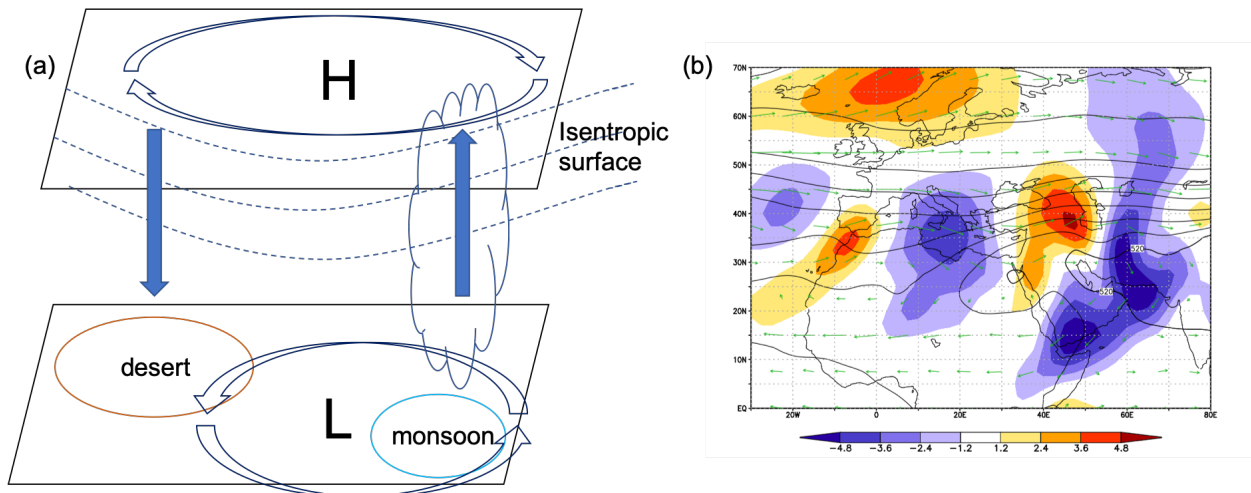 (a)
H
Isentropic
surface
desert
L
monsoon
(b)
70N
60N
50N
40N
30N
20N
10N
EQ
520
520
20W
0
20E
40E
60E
80E
−4.8
−3.6
−2.4
−1.2
1.2
2.4
3.6
4.8